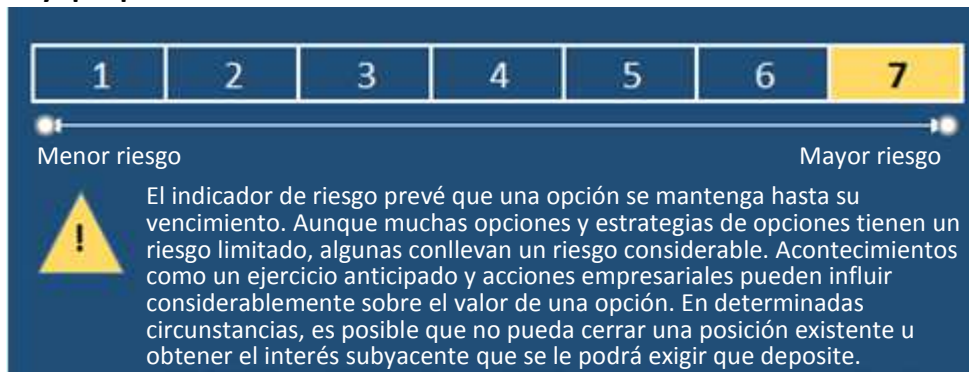 1 2 3 4 5 6 7
Menor riesgo Mayor riesgo
El indicador de riesgo prevé que una opción se mantenga hasta su
vencimiento. Aunque muchas opciones y estrategias de opciones tienen un
! riesgo limitado, algunas conllevan un riesgo considerable. Acontecimientos
como un ejercicio anticipado y acciones empresariales pueden influir
considerablemente sobre el valor de una opción. En determinadas
circunstancias, es posible que no pueda cerrar una posición existente u
obtener el interés subyacente que se le podrá exigir que deposite.